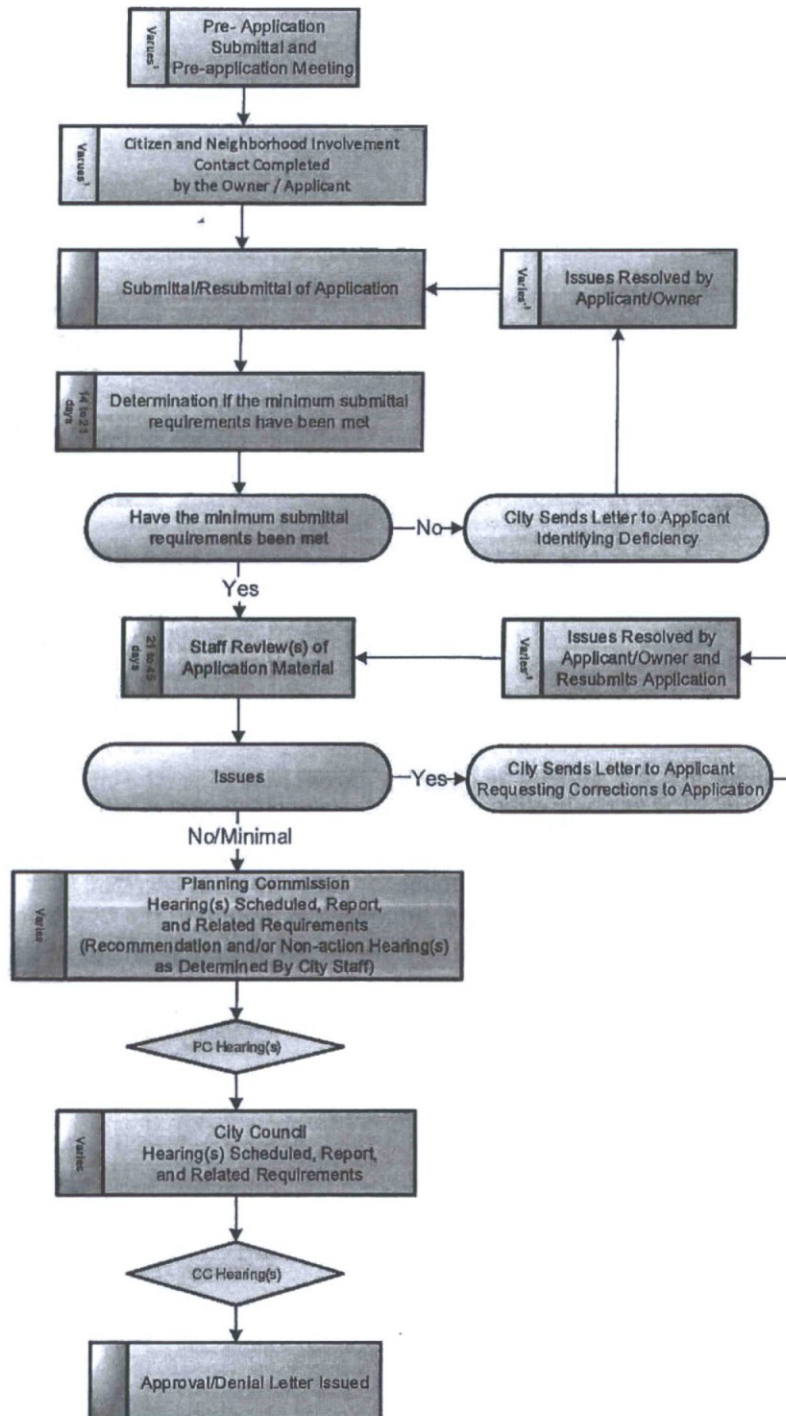 Varues¹
Pre- Application
Submittal and
Pre-application Meeting
Varues¹
Citizen and Neighborhood Involvement
Contact Completed
by the Owner / Applicant
Submittal/Resubmittal of Application
Varies¹
Issues Resolved by
Applicant/Owner
14 to 21
days
Determination if the minimum submittal
requirements have been met
Have the minimum submittal
requirements been met
No
City Sends Letter to Applicant
Identifying Deficiency
Yes
21 to 45
days
Staff Review(s) of
Application Material
Varies¹
Issues Resolved by
Applicant/Owner and
Resubmits Application
Issues
Yes
City Sends Letter to Applicant
Requesting Corrections to Application
No/Minimal
Varies
Planning Commission
Hearing(s) Scheduled, Report,
and Related Requirements
(Recommendation and/or Non-action Hearing(s)
as Determined By City Staff)
PC Hearing(s)
Varies
City Council
Hearing(s) Scheduled, Report,
and Related Requirements
CC Hearing(s)
Approval/Denial Letter Issued